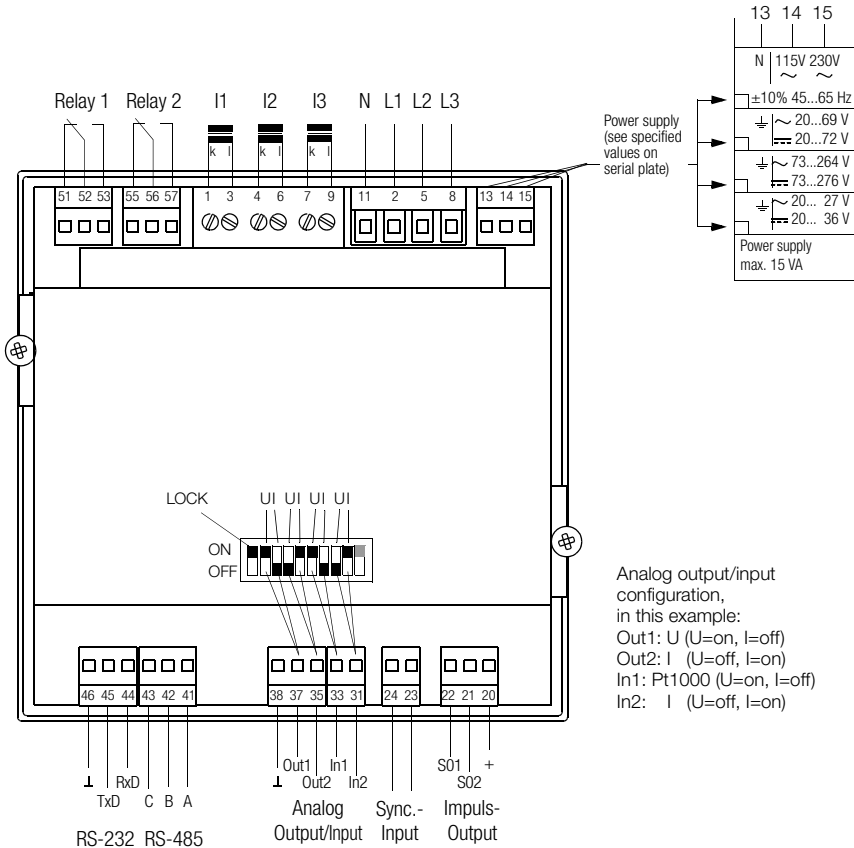 13 14 15
N 115V 230V
~ ~
±10% 45...65 Hz
~ 20...69 V
20...72 V
~ 73...264 V
73...276 V
~ 20... 27 V
20... 36 V
Power supply
max. 15 VA
Power supply
(see specified
values on
serial plate)
Relay 1 Relay 2 I1 I2 I3 N L1 L2 L3
k l k l k l
51 52 53 55 56 57 1 3 4 6 7 9 11 2 5 8 13 14 15
LOCK UI UI UI UI
ON
OFF
Analog output/input
configuration,
in this example:
Out1: U (U=on, I=off)
Out2: I (U=off, I=on)
In1: Pt1000 (U=on, I=off)
In2: I (U=off, I=on)
46 45 44 43 42 41 38 37 35 33 31 24 23 22 21 20
Out1 In1 S01 +
RxD Out2 In2 S02
TxD C B A
Analog Sync.- Impuls-
Output/Input Input Output
RS-232 RS-485